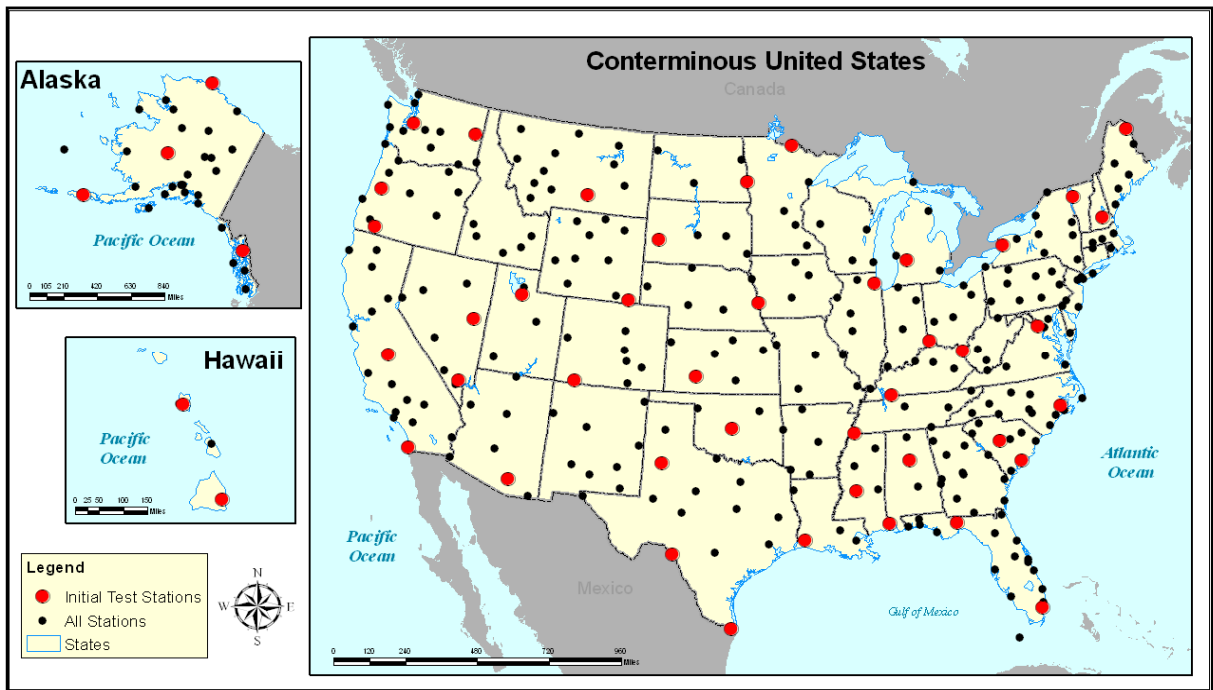 Conterminous United States
Canada
Alaska
Pacific Ocean
0 105 210 420 630 840
Miles
Hawaii
Pacific
Ocean
0 25 50 100 150
Miles
Pacific
Ocean
Atlantic
Ocean
Mexico
Gulf of Mexico
Legend
Initial Test Stations
All Stations
States
N
W E
S
0 120 240 480 720 960
Miles